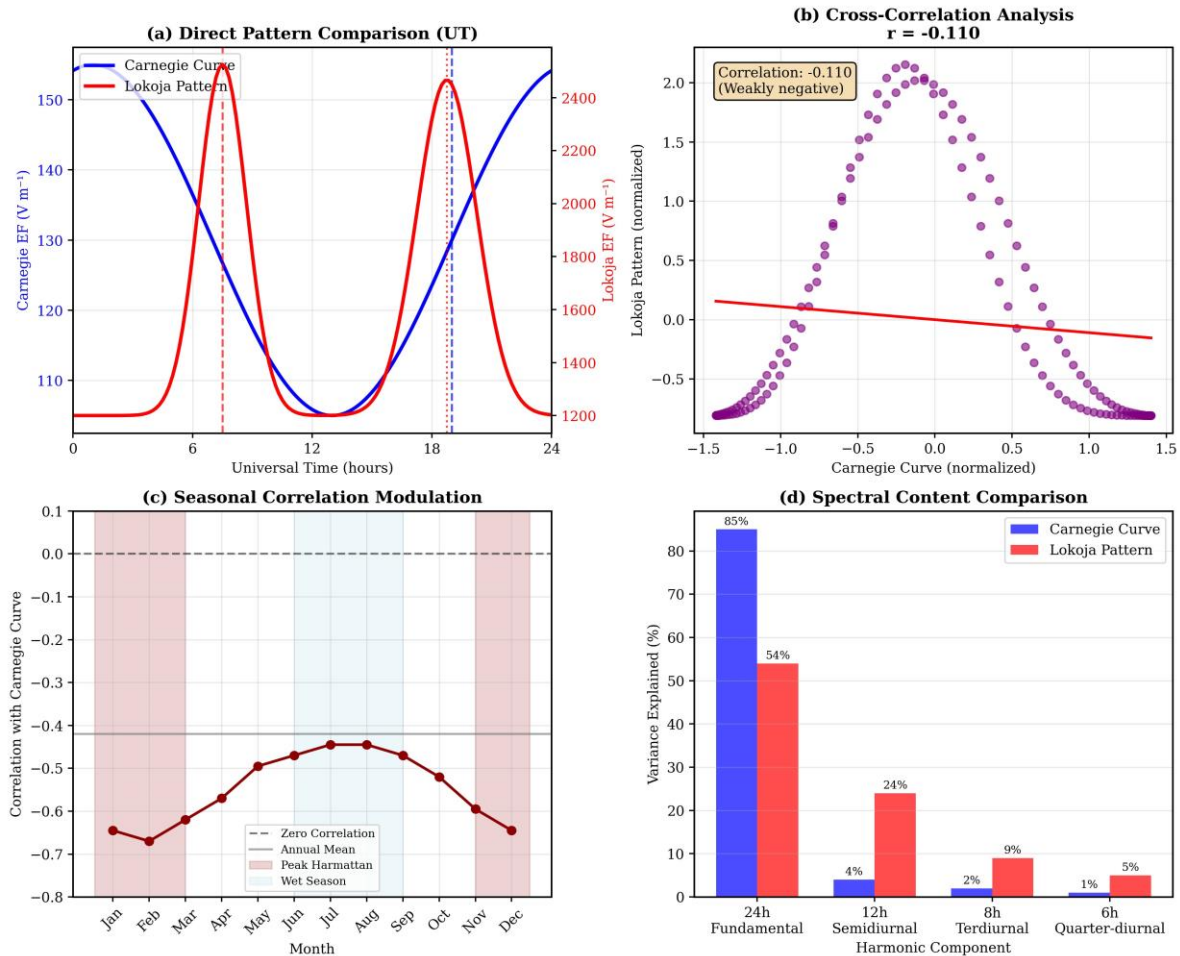 (a) Direct Pattern Comparison (UT)
Carnegie Curve
Lokoja Pattern
150
140
130
120
110
Carnegie EF (V m⁻¹)
2400
2200
2000
1800
1600
1400
1200
Lokoja EF (V m⁻¹)
0
6
12
18
24
Universal Time (hours)
(b) Cross-Correlation Analysis
r = -0.110
Correlation: -0.110
(Weakly negative)
2.0
1.5
1.0
0.5
0.0
−0.5
Lokoja Pattern (normalized)
−1.5
−1.0
−0.5
0.0
0.5
1.0
1.5
Carnegie Curve (normalized)
(c) Seasonal Correlation Modulation
0.1
0.0
−0.1
−0.2
−0.3
−0.4
−0.5
−0.6
−0.7
−0.8
Correlation with Carnegie Curve
Zero Correlation
Annual Mean
Peak Harmattan
Wet Season
Jan
Feb
Mar
Apr
May
Jun
Jul
Aug
Sep
Oct
Nov
Dec
Month
(d) Spectral Content Comparison
Carnegie Curve
Lokoja Pattern
80
70
60
50
40
30
20
10
0
Variance Explained (%)
85%
54%
4%
24%
2%
9%
1%
5%
24h
Fundamental
12h
Semidiurnal
8h
Terdiurnal
6h
Quarter-diurnal
Harmonic Component